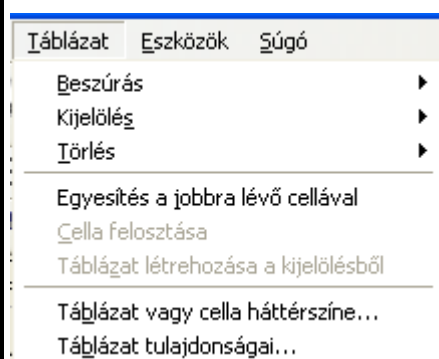 Táblázat Eszközök Súgó
Beszúrás
Kijelölés
Törlés
Egyesítés a jobbra lévő cellával
Cella felosztása
Táblázat létrehozása a kijelölésből
Táblázat vagy cella háttérszíne...
Táblázat tulajdonságai...